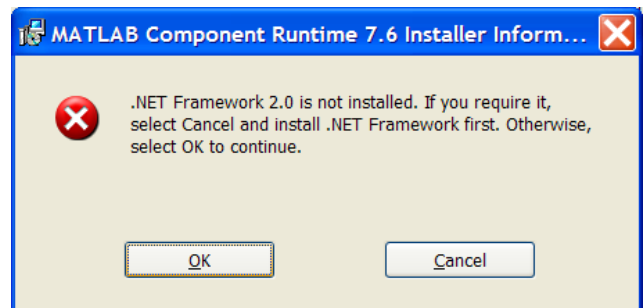 MATLAB Component Runtime 7.6 Installer Inform...
.NET Framework 2.0 is not installed. If you require it,
select Cancel and install .NET Framework first. Otherwise,
select OK to continue.
OK
Cancel